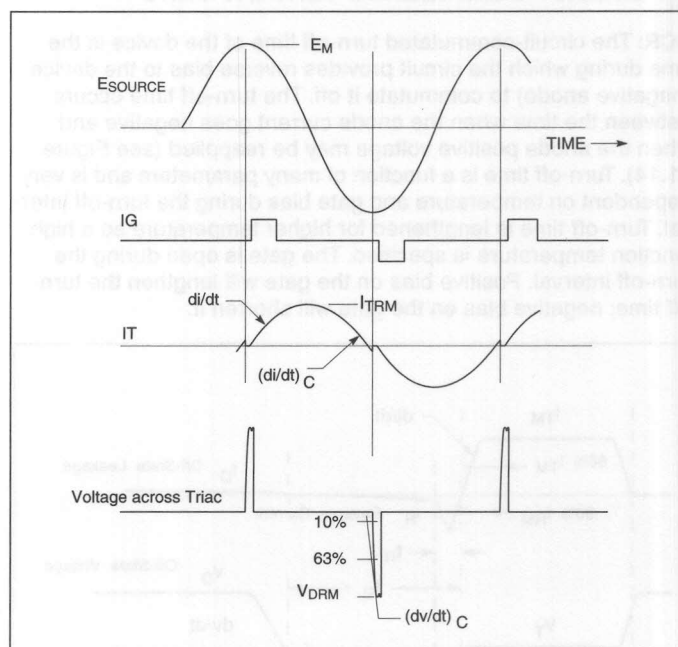 The circuit-commutated turn-off time of the device is the
during which the circuit provides reverse bias to the device
negative anode) to commutate it off. The turn-off time occurs
between the time when the anode current goes negative and
when the anode positive voltage may be reapplied (see Figure
Turn-off time is a function of many parameters and is very
dependent on temperature and gate bias during the turn-off
Turn-off time is lengthened for higher temperature so a high
junction temperature is specified. The gate is open during the
interval. Positive bias on the gate will lengthen the turn-
time; negative bias on the gate will shorten it.
EM
ESOURCE
TIME
IG
di/dt
ITRM
IT
(di/dt)C
Voltage across Triac
10%
63%
VDRM
(dv/dt)C
Off-State Leakage